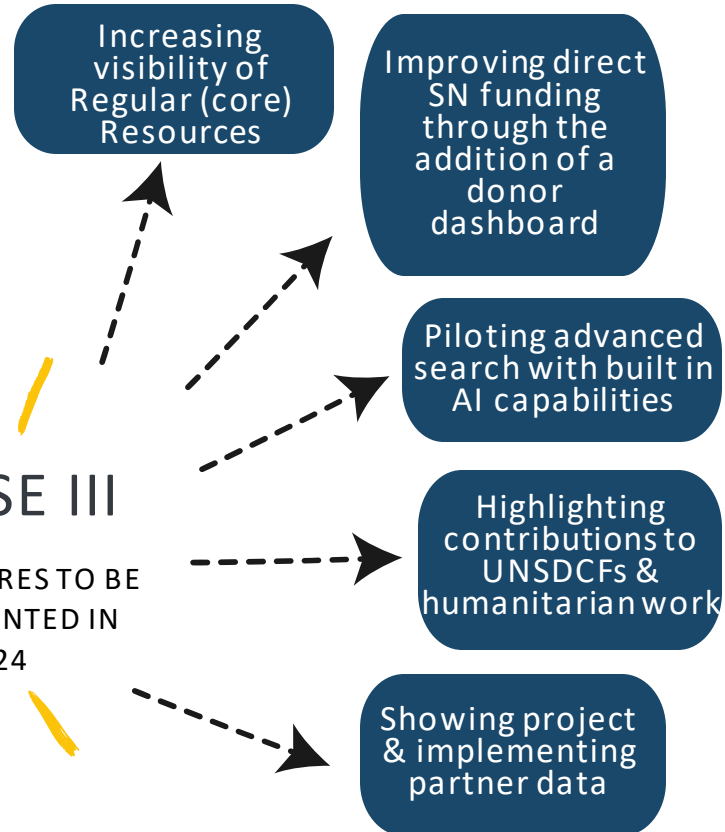 Increasing
visibility of
Regular (core)
Resources
Improving direct
SN funding
through the
addition of a
donor
dashboard
Piloting advanced
search with built in
AI capabilities
SE III
RES TO BE
NTED IN
24
Highlighting
contributions to
UNSDCFs &
humanitarian work
Showing project
& implementing
partner data